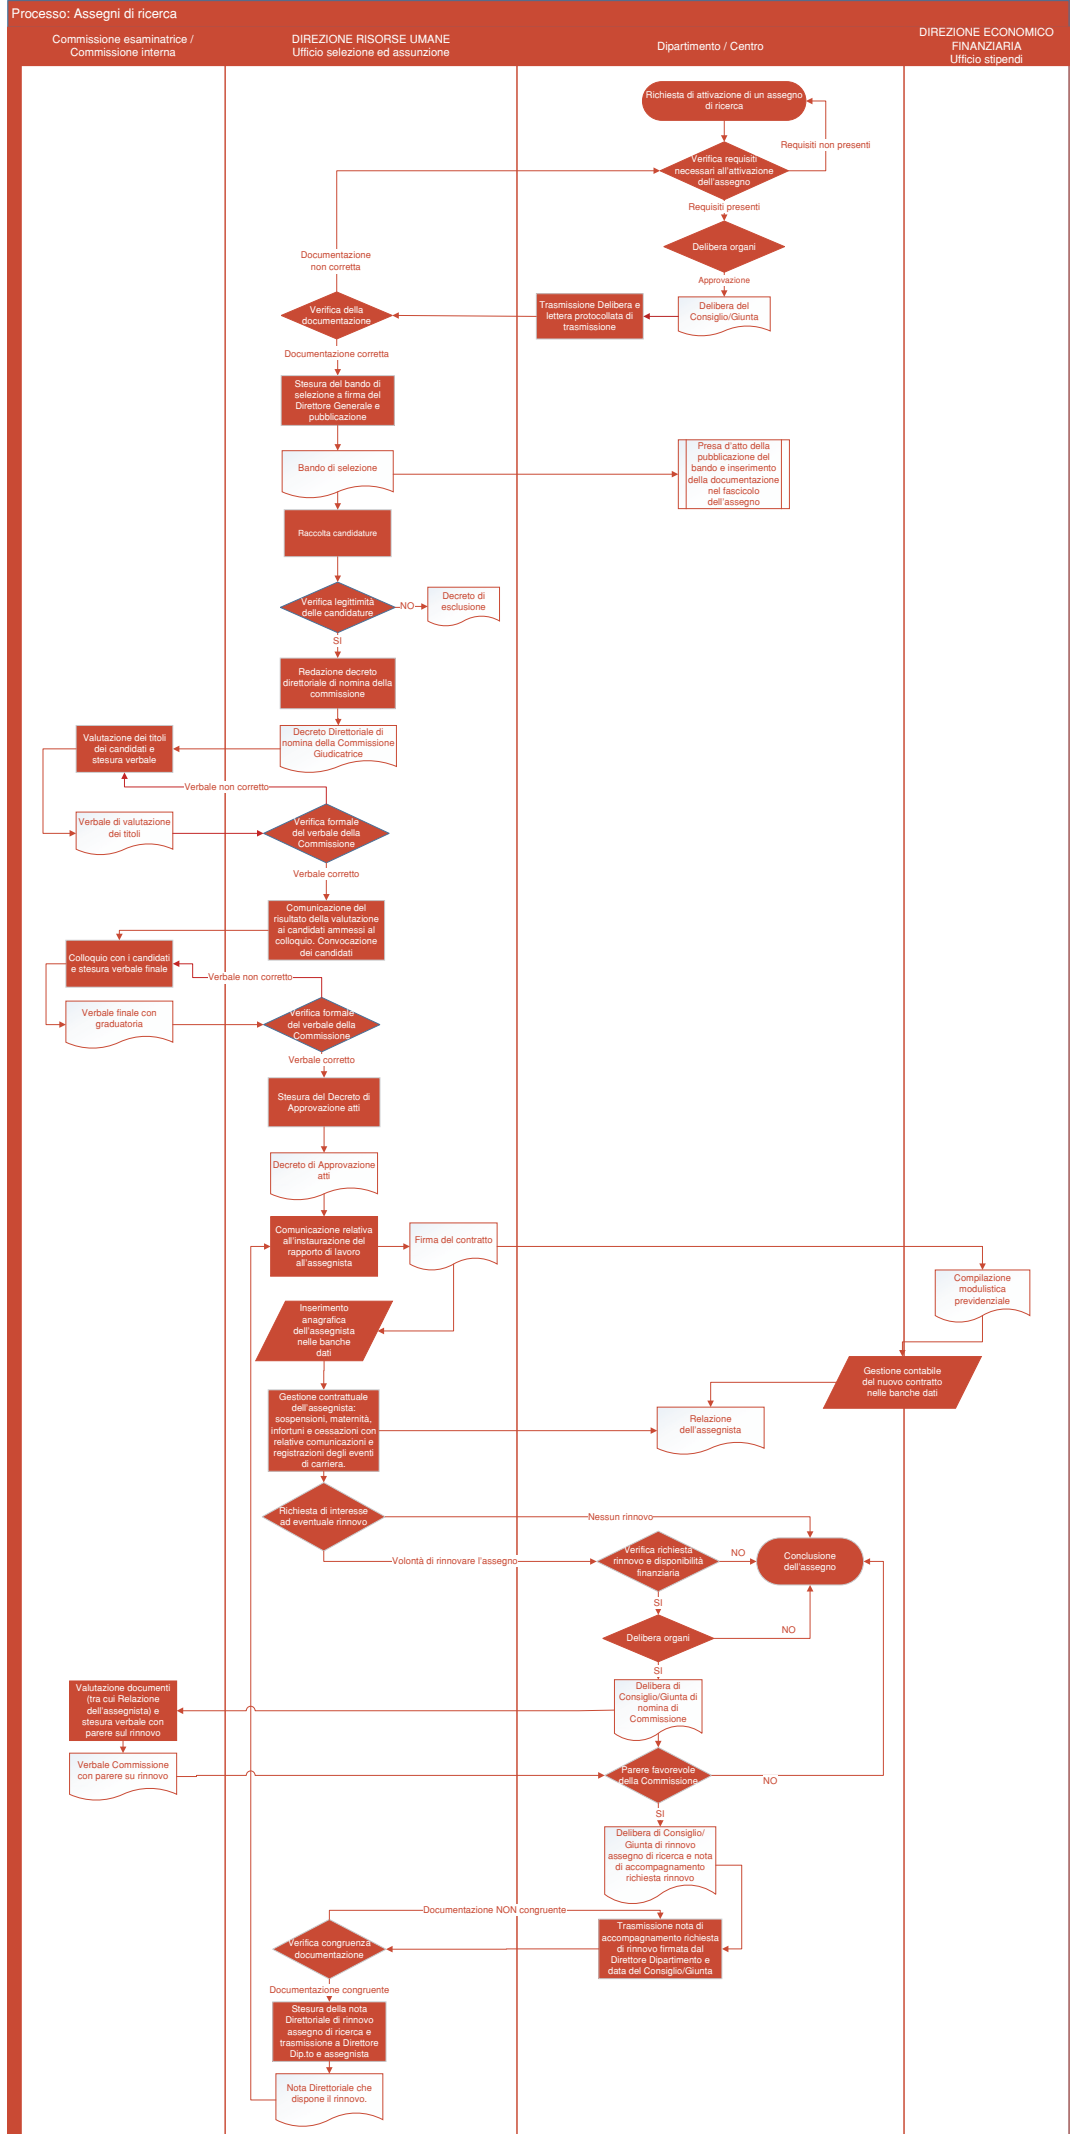 Processo: Assegni di ricerca
Commissione esaminatrice /
Commissione interna
DIREZIONE RISORSE UMANE
Ufficio selezione ed assunzione
Dipartimento / Centro
DIREZIONE ECONOMICO
FINANZIARIA
Ufficio stipendi
Richiesta di attivazione di un assegno
di ricerca
Requisiti non presenti
Verifica requisiti
necessari all'attivazione
dell'assegno
Requisiti presenti
Delibera organi
Approvazione
Delibera del
Consiglio/Giunta
Trasmissione Delibera e
lettera protocollata di
trasmissione
Documentazione
non corretta
Verifica della
documentazione
Documentazione corretta
Stesura del bando di
selezione a firma del
Direttore Generale e
pubblicazione
Bando di selezione
Presa d'atto della
pubblicazione del
bando e inserimento
della documentazione
nel fascicolo
dell'assegno
Raccolta candidature
Verifica legittimità
delle candidature
NO
Decreto di
esclusione
SI
Redazione decreto
direttoriale di nomina della
commissione
Decreto Direttoriale di
nomina della Commissione
Giudicatrice
Valutazione dei titoli
dei candidati e
stesura verbale
Verbale non corretto
Verbale di valutazione
dei titoli
Verifica formale
del verbale della
Commissione
Verbale corretto
Comunicazione del
risultato della valutazione
ai candidati ammessi al
colloquio. Convocazione
dei candidati
Colloquio con i candidati
e stesura verbale finale
Verbale non corretto
Verbale finale con
graduatoria
Verifica formale
del verbale della
Commissione
Verbale corretto
Stesura del Decreto di
Approvazione atti
Decreto di Approvazione
atti
Comunicazione relativa
all'instaurazione del
rapporto di lavoro
all'assegnista
Firma del contratto
Compilazione
modulistica
previdenziale
Inserimento
anagrafica
dell'assegnista
nelle banche
dati
Gestione contabile
del nuovo contratto
nelle banche dati
Gestione contrattuale
dell'assegnista:
sospensioni, maternità,
infortuni e cessazioni con
relative comunicazioni e
registrazioni degli eventi
di carriera.
Relazione
dell'assegnista
Richiesta di interesse
ad eventuale rinnovo
Nessun rinnovo
Volontà di rinnovare l'assegno
Verifica richiesta
rinnovo e disponibilità
finanziaria
NO
Conclusione
dell'assegno
SI
Delibera organi
NO
SI
Delibera di
Consiglio/Giunta di
nomina di
Commissione
Valutazione documenti
(tra cui Relazione
dell'assegnista) e
stesura verbale con
parere sul rinnovo
Verbale Commissione
con parere su rinnovo
Parere favorevole
della Commissione
NO
SI
Delibera di Consiglio/
Giunta di rinnovo
assegno di ricerca e nota
di accompagnamento
richiesta rinnovo
Documentazione NON congruente
Trasmissione nota di
accompagnamento richiesta
di rinnovo firmata dal
Direttore Dipartimento e
data del Consiglio/Giunta
Verifica congruenza
documentazione
Documentazione congruente
Stesura della nota
Direttoriale di rinnovo
assegno di ricerca e
trasmissione a Direttore
Dip.to e assegnista
Nota Direttoriale che
dispone il rinnovo.